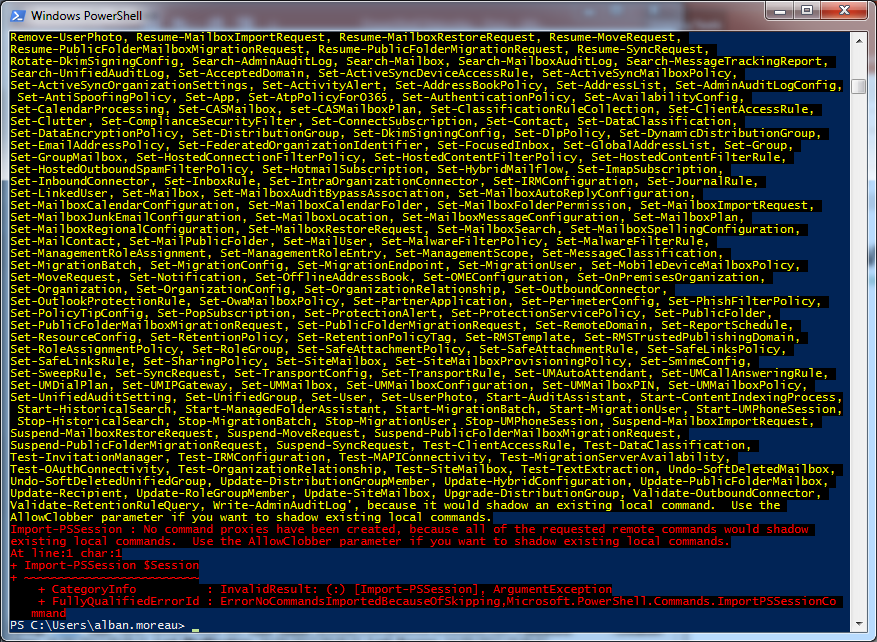 Windows PowerShell
Remove-UserPhoto, Resume-MailboxImportRequest, Resume-MailboxRestoreRequest, Resume-MoveRequest,
Resume-PublicFolderMailboxMigrationRequest, Resume-PublicFolderMigrationRequest, Resume-SyncRequest,
Rotate-DkimSigningConfig, Search-AdminAuditLog, Search-Mailbox, Search-MailboxAuditLog, Search-MessageTrackingReport,
Search-UnifiedAuditLog, Set-AcceptedDomain, Set-ActiveSyncDeviceAccessRule, Set-ActiveSyncMailboxPolicy,
Set-ActiveSyncOrganizationSettings, Set-ActivityAlert, Set-AddressBookPolicy, Set-AddressList, Set-AdminAuditLogConfig,
Set-AntiSpoofingPolicy, Set-App, Set-AtpPolicyForO365, Set-AuthenticationPolicy, Set-AvailabilityConfig,
Set-CalendarProcessing, Set-CASMailbox, Set-CASMailboxPlan, Set-ClassificationRuleCollection, Set-ClientAccessRule,
Set-Clutter, Set-ComplianceSecurityFilter, Set-ConnectSubscription, Set-Contact, Set-DataClassification,
Set-DataEncryptionPolicy, Set-DistributionGroup, Set-DkimSigningConfig, Set-DlpPolicy, Set-DynamicDistributionGroup,
Set-EmailAddressPolicy, Set-FederatedOrganizationIdentifier, Set-FocusedInbox, Set-GlobalAddressList, Set-Group,
Set-GroupMailbox, Set-HostedConnectionFilterPolicy, Set-HostedContentFilterPolicy, Set-HostedContentFilterRule,
Set-HostedOutboundSpamFilterPolicy, Set-HotmailSubscription, Set-HybridMailflow, Set-ImapSubscription,
Set-InboundConnector, Set-InboxRule, Set-IntraOrganizationConnector, Set-IRMConfiguration, Set-JournalRule,
Set-LinkedUser, Set-Mailbox, Set-MailboxAuditBypassAssociation, Set-MailboxAutoReplyConfiguration,
Set-MailboxCalendarConfiguration, Set-MailboxCalendarFolder, Set-MailboxFolderPermission, Set-MailboxImportRequest,
Set-MailboxJunkEmailConfiguration, Set-MailboxLocation, Set-MailboxMessageConfiguration, Set-MailboxPlan,
Set-MailboxRegionalConfiguration, Set-MailboxRestoreRequest, Set-MailboxSearch, Set-MailboxSpellingConfiguration,
Set-MailContact, Set-MailPublicFolder, Set-MailUser, Set-MalwareFilterPolicy, Set-MalwareFilterRule,
Set-ManagementRoleAssignment, Set-ManagementRoleEntry, Set-ManagementScope, Set-MessageClassification,
Set-MigrationBatch, Set-MigrationConfig, Set-MigrationEndpoint, Set-MigrationUser, Set-MobileDeviceMailboxPolicy,
Set-MoveRequest, Set-Notification, Set-OfflineAddressBook, Set-OMEConfiguration, Set-OnPremisesOrganization,
Set-Organization, Set-OrganizationConfig, Set-OrganizationRelationship, Set-OutboundConnector,
Set-OutlookProtectionRule, Set-OwaMailboxPolicy, Set-PartnerApplication, Set-PerimeterConfig, Set-PhishFilterPolicy,
Set-PolicyTipConfig, Set-PopSubscription, Set-ProtectionAlert, Set-ProtectionServicePolicy, Set-PublicFolder,
Set-PublicFolderMailboxMigrationRequest, Set-PublicFolderMigrationRequest, Set-RemoteDomain, Set-ReportSchedule,
Set-ResourceConfig, Set-RetentionPolicy, Set-RetentionPolicyTag, Set-RMSTemplate, Set-RMSTrustedPublishingDomain,
Set-RoleAssignmentPolicy, Set-RoleGroup, Set-SafeAttachmentPolicy, Set-SafeAttachmentRule, Set-SafeLinksPolicy,
Set-SafeLinksRule, Set-SharingPolicy, Set-SiteMailbox, Set-SiteMailboxProvisioningPolicy, Set-SmimeConfig,
Set-SweepRule, Set-SyncRequest, Set-TransportConfig, Set-TransportRule, Set-UMAutoAttendant, Set-UMCallAnsweringRule,
Set-UMDialPlan, Set-UMIPGateway, Set-UMMailbox, Set-UMMailboxConfiguration, Set-UMMailboxPIN, Set-UMMailboxPolicy,
Set-UnifiedAuditSetting, Set-UnifiedGroup, Set-User, Set-UserPhoto, Start-AuditAssistant, Start-ContentIndexingProcess,
Start-HistoricalSearch, Start-ManagedFolderAssistant, Start-MigrationBatch, Start-MigrationUser, Start-UMPhoneSession,
Stop-HistoricalSearch, Stop-MigrationBatch, Stop-MigrationUser, Stop-UMPhoneSession, Suspend-MailboxImportRequest,
Suspend-MailboxRestoreRequest, Suspend-MoveRequest, Suspend-PublicFolderMailboxMigrationRequest,
Suspend-PublicFolderMigrationRequest, Suspend-SyncRequest, Test-ClientAccessRule, Test-DataClassification,
Test-InvitationManager, Test-IRMConfiguration, Test-MAPIConnectivity, Test-MigrationServerAvailability,
Test-OAuthConnectivity, Test-OrganizationRelationship, Test-SiteMailbox, Test-TextExtraction, Undo-SoftDeletedMailbox,
Undo-SoftDeletedUnifiedGroup, Update-DistributionGroupMember, Update-HybridConfiguration, Update-PublicFolderMailbox,
Update-Recipient, Update-RoleGroupMember, Update-SiteMailbox, Upgrade-DistributionGroup, Validate-OutboundConnector,
Validate-RetentionRuleQuery, Write-AdminAuditLog', because it would shadow an existing local command.  Use the
AllowClobber parameter if you want to shadow existing local commands.
Import-PSSession : No command proxies have been created, because all of the requested remote commands would shadow
existing local commands.  Use the AllowClobber parameter if you want to shadow existing local commands.
At line:1 char:1
+ Import-PSSession $Session
+ ~~~~~~~~~~~~~~~~~~~~~~~~~
+ CategoryInfo          : InvalidResult: (:) [Import-PSSession], ArgumentException
+ FullyQualifiedErrorId : ErrorNoCommandsImportedBecauseOfSkipping,Microsoft.PowerShell.Commands.ImportPSSessionCo
mmand
PS C:\Users\alban.moreau> _